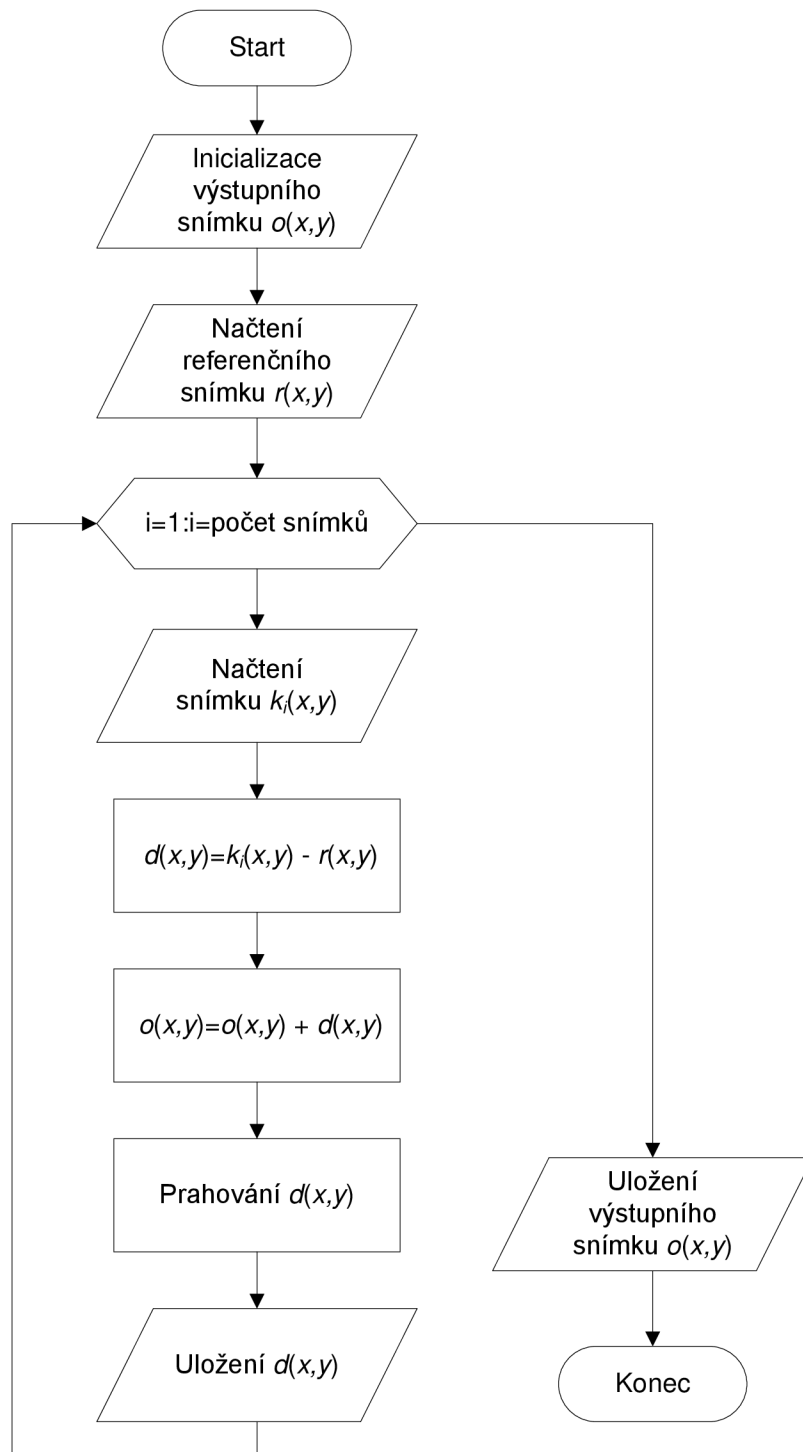 Start
Inicializace
výstupního
snímku o(x,y)
Načtení
referenčního
snímku r(x,y)
i=1:i=počet snímků
Načtení
snímku kᵢ(x,y)
d(x,y)=kᵢ(x,y) - r(x,y)
o(x,y)=o(x,y) + d(x,y)
Prahování d(x,y)
Uložení d(x,y)
Uložení
výstupního
snímku o(x,y)
Konec